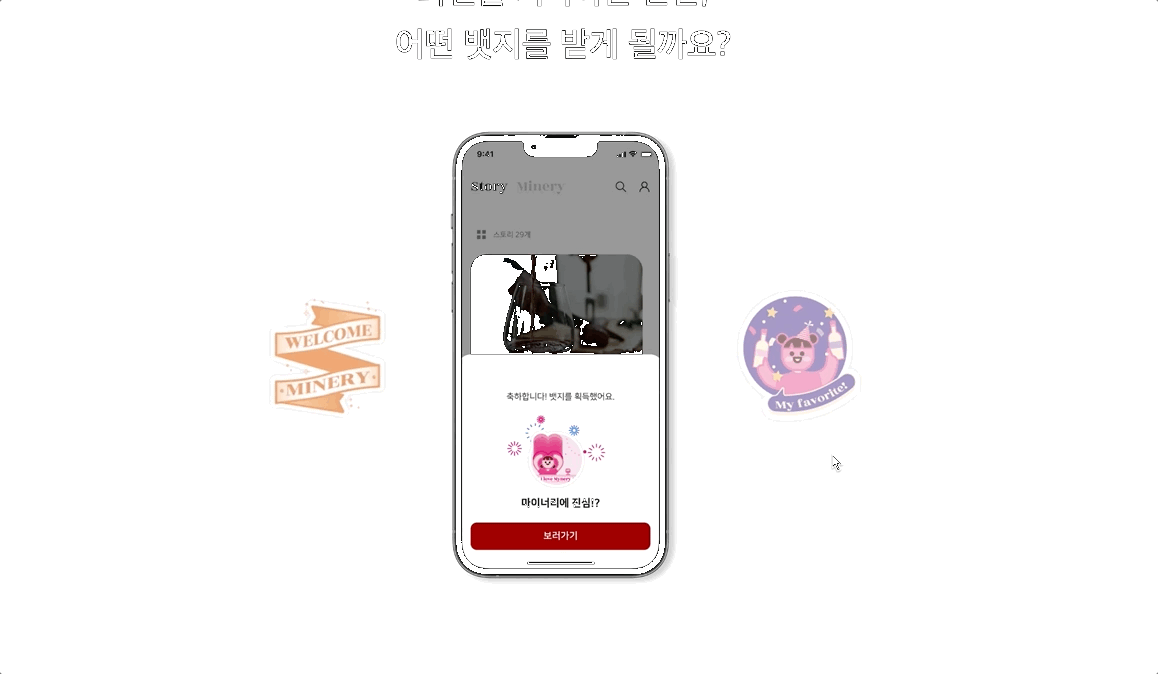 어떤 뱃지를 받게 될까요?
9:41
Story Minery
스토리 29개
WELCOME
MINERY
My favorite!
축하합니다! 뱃지를 획득했어요.
I love Mynery
마이너리에 진심!?
보러가기